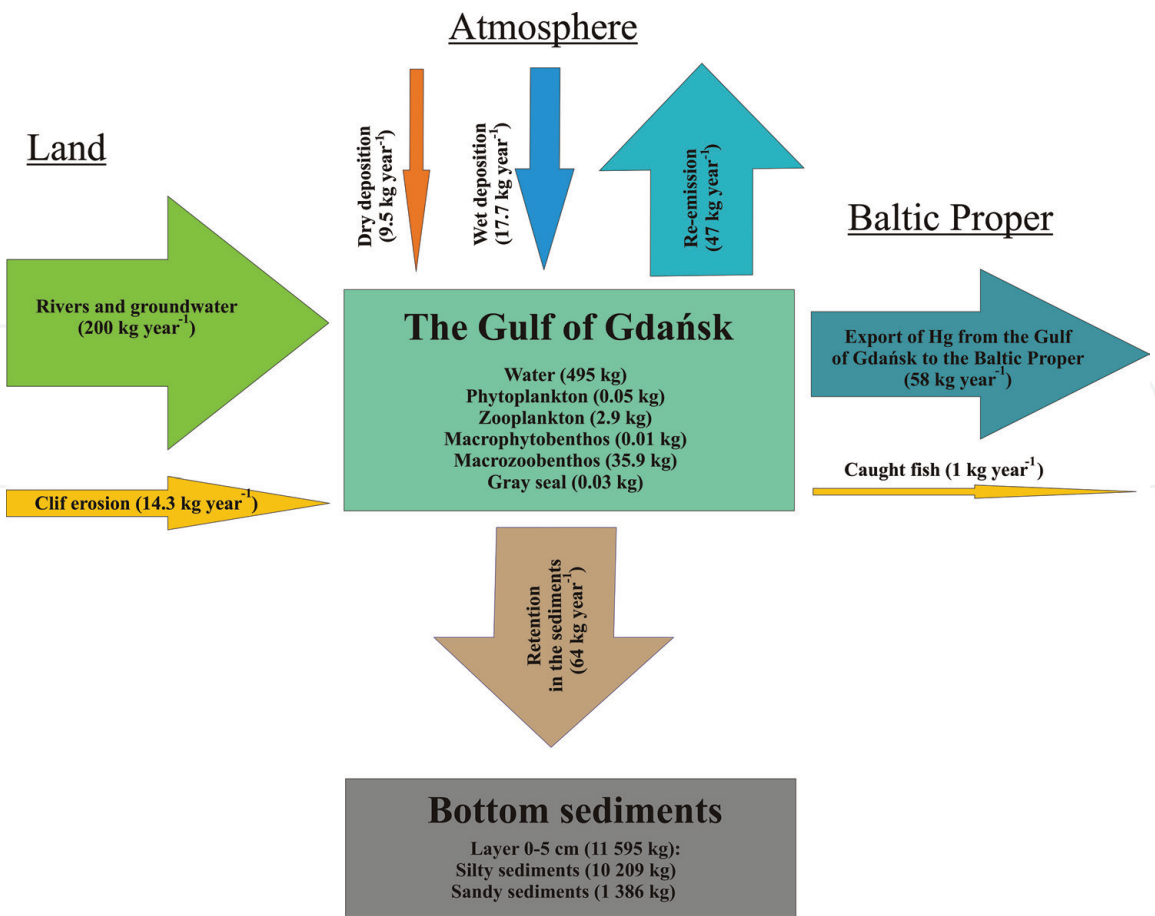 Atmosphere
Land
Dry deposition
(9.5 kg year⁻¹)
Wet deposition
(17.7 kg year⁻¹)
Re-emission
(47 kg year⁻¹)
Baltic Proper
Rivers and groundwater
(200 kg year⁻¹)
The Gulf of Gdańsk
Water (495 kg)
Phytoplankton (0.05 kg)
Zooplankton (2.9 kg)
Macrophytobenthos (0.01 kg)
Macrozoobenthos (35.9 kg)
Gray seal (0.03 kg)
Export of Hg from the Gulf
of Gdańsk to the Baltic Proper
(58 kg year⁻¹)
Clif erosion (14.3 kg year⁻¹)
Caught fish (1 kg year⁻¹)
Retention
in the sediments
(64 kg year⁻¹)
Bottom sediments
Layer 0-5 cm (11 595 kg):
Silty sediments (10 209 kg)
Sandy sediments (1 386 kg)